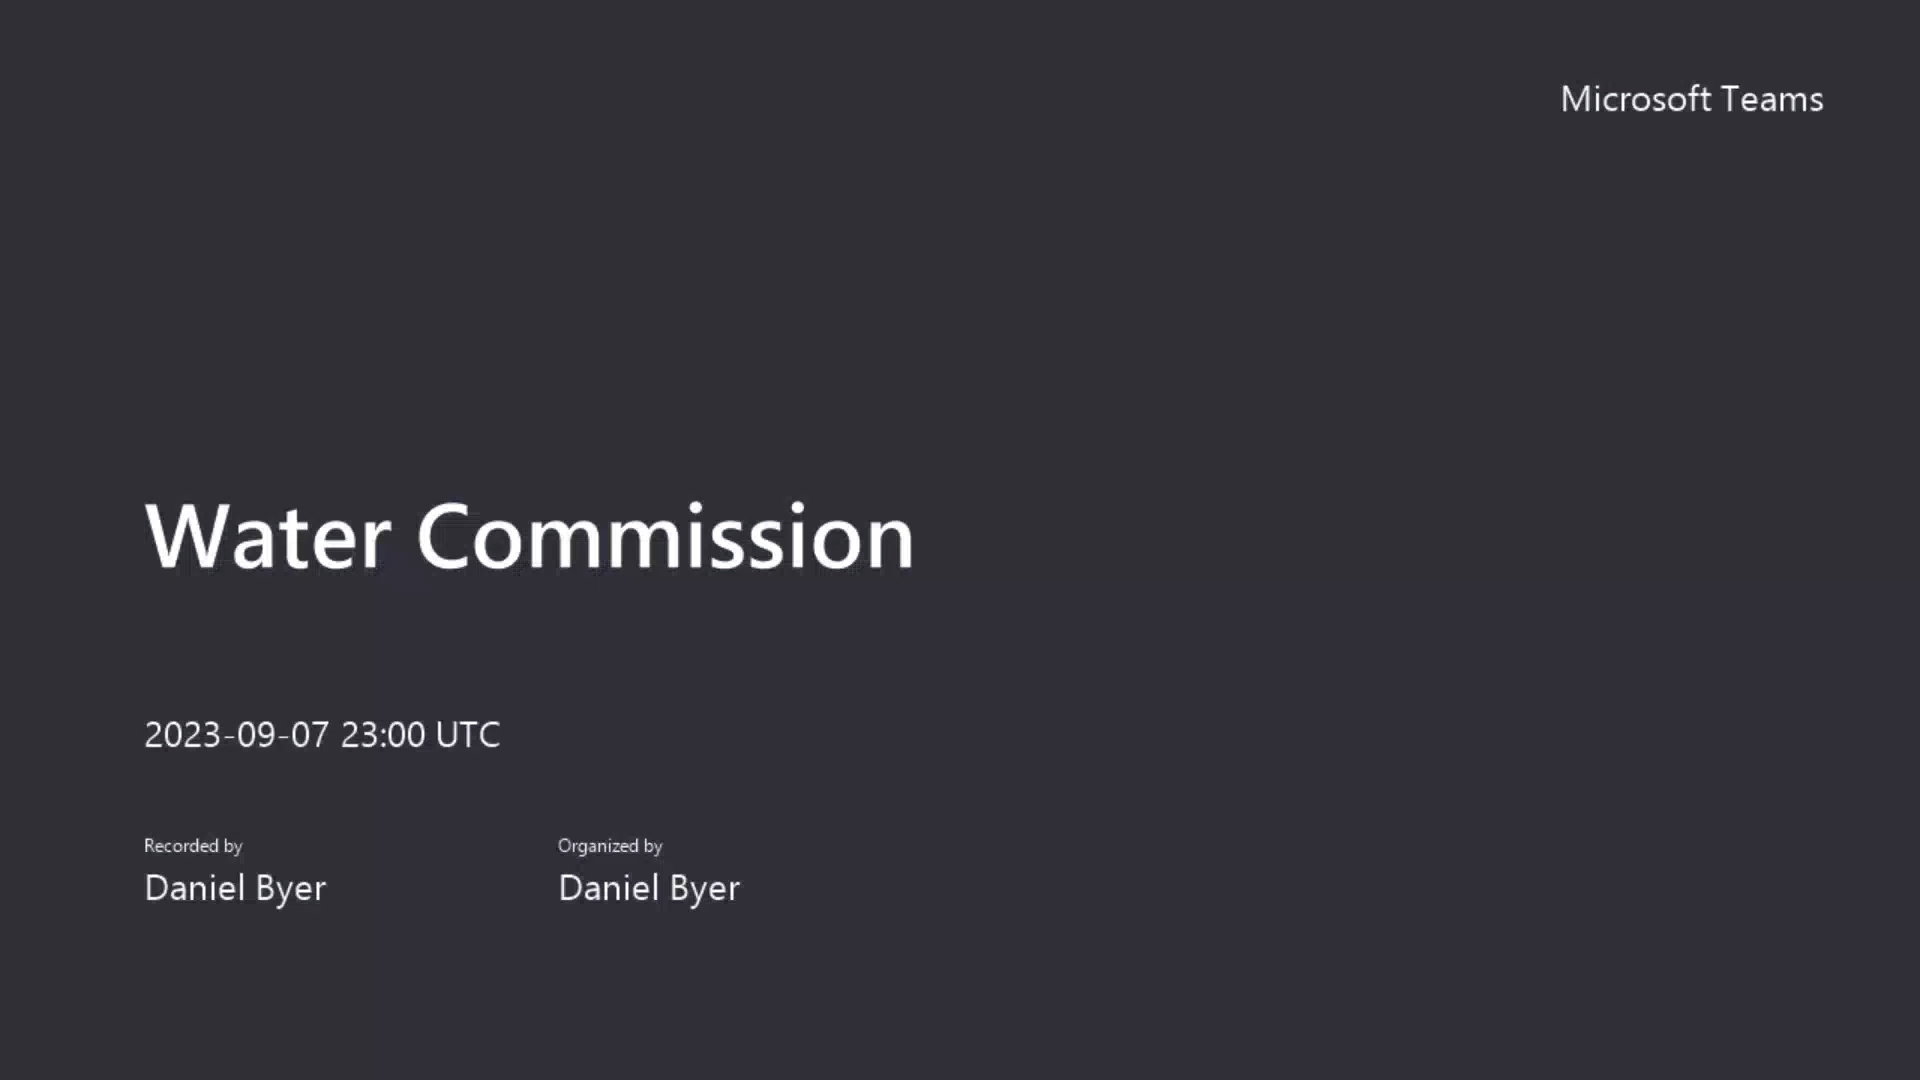 Microsoft Teams
Water Commission
2023-09-07 23:00 UTC
Recorded by
Daniel Byer
Organized by
Daniel Byer